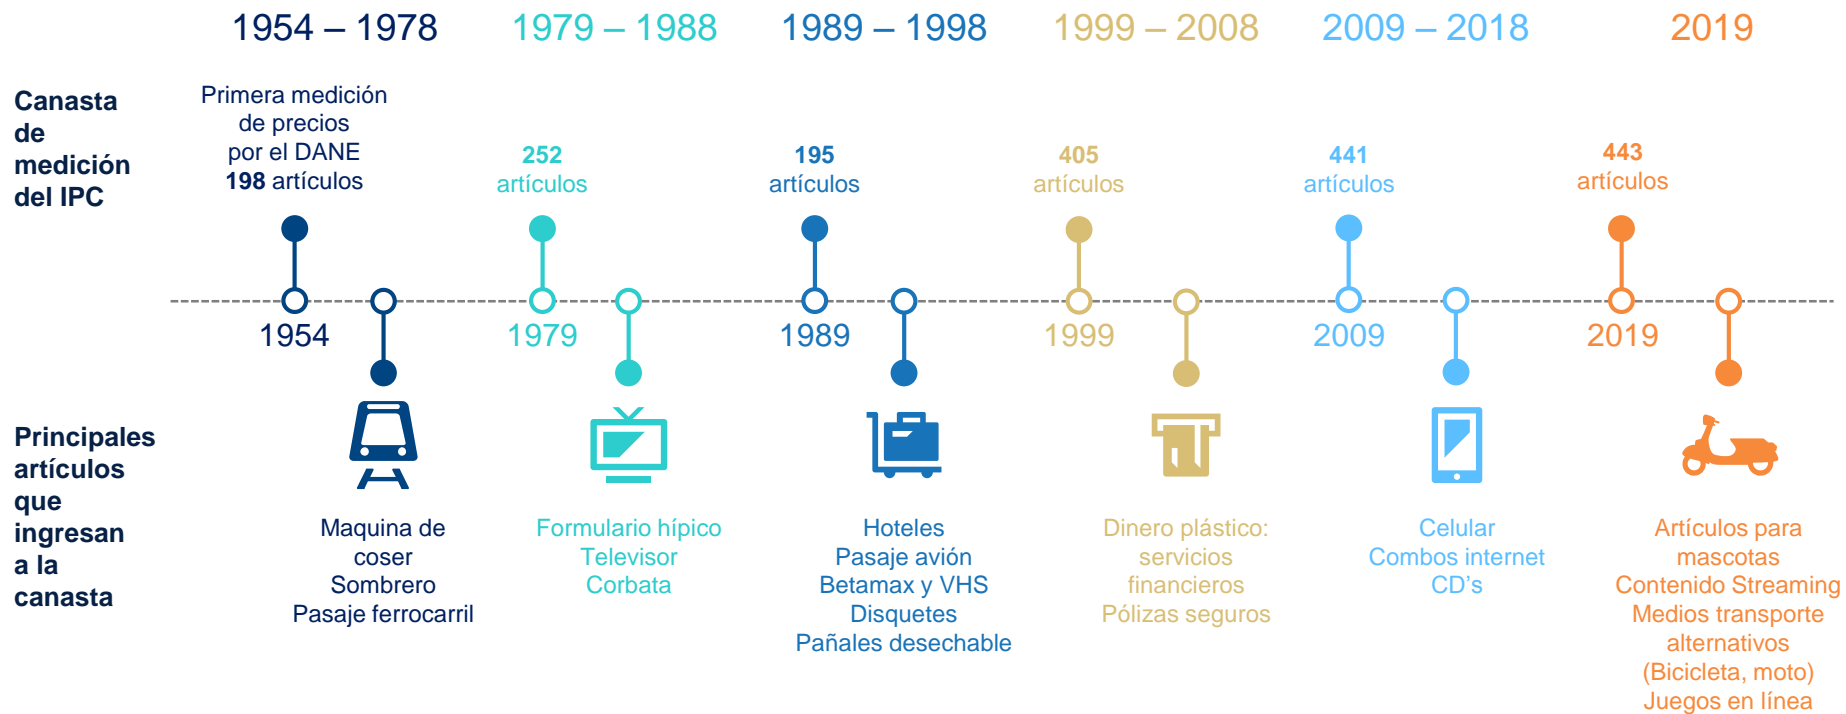 1954 – 1978
1979 – 1988
1989 – 1998
1999 – 2008
2009 – 2018
2019
Canasta
de
medición
del IPC
Primera medición
de precios
por el DANE
198 artículos
252
artículos
195
artículos
405
artículos
441
artículos
443
artículos
1954
1979
1989
1999
2009
2019
Principales
artículos
que
ingresan
a la
canasta
Maquina de
coser
Sombrero
Pasaje ferrocarril
Formulario hípico
Televisor
Corbata
Hoteles
Pasaje avión
Betamax y VHS
Disquetes
Pañales desechable
Dinero plástico:
servicios
financieros
Pólizas seguros
Celular
Combos internet
CD’s
Artículos para
mascotas
Contenido Streaming
Medios transporte
alternativos
(Bicicleta, moto)
Juegos en línea